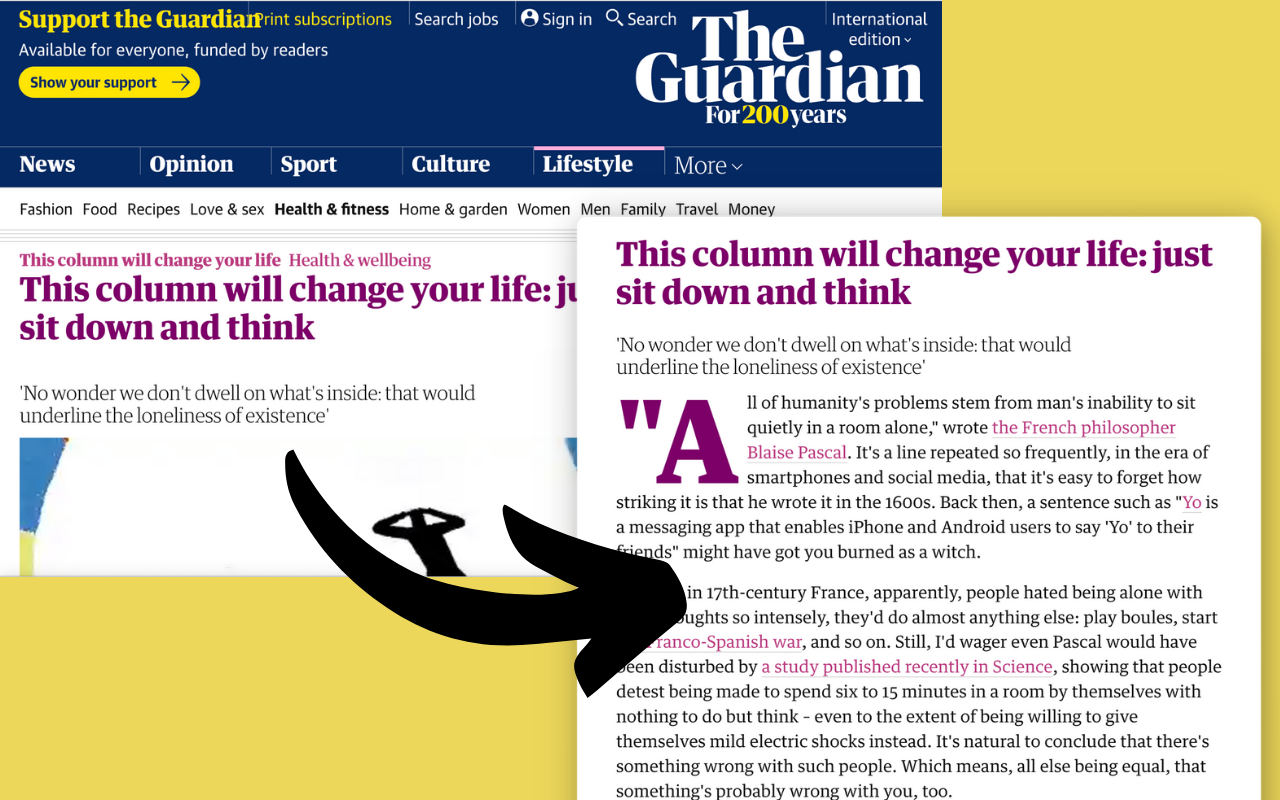 Support the Guardian
Print subscriptions
Search jobs
Sign in
Search
International
edition
Available for everyone, funded by readers
Show your support
The
Guardian
For 200 years
News
Opinion
Sport
Culture
Lifestyle
More
Fashion Food Recipes Love & sex Health & fitness Home & garden Women Men Family Travel Money
This column will change your life Health & wellbeing
This column will change your life: ju
sit down and think
'No wonder we don't dwell on what's inside: that would
underline the loneliness of existence'
This column will change your life: just
sit down and think
'No wonder we don't dwell on what's inside: that would
underline the loneliness of existence'
"All of humanity's problems stem from man's inability to sit
quietly in a room alone," wrote the French philosopher
Blaise Pascal. It's a line repeated so frequently, in the era of
smartphones and social media, that it's easy to forget how
striking it is that he wrote it in the 1600s. Back then, a sentence such as "Yo is
a messaging app that enables iPhone and Android users to say 'Yo' to their
friends" might have got you burned as a witch.
in 17th-century France, apparently, people hated being alone with
so intensely, they'd do almost anything else: play boules, start
Franco-Spanish war, and so on. Still, I'd wager even Pascal would have
been disturbed by a study published recently in Science, showing that people
detest being made to spend six to 15 minutes in a room by themselves with
nothing to do but think – even to the extent of being willing to give
themselves mild electric shocks instead. It's natural to conclude that there's
something wrong with such people. Which means, all else being equal, that
something's probably wrong with you, too.